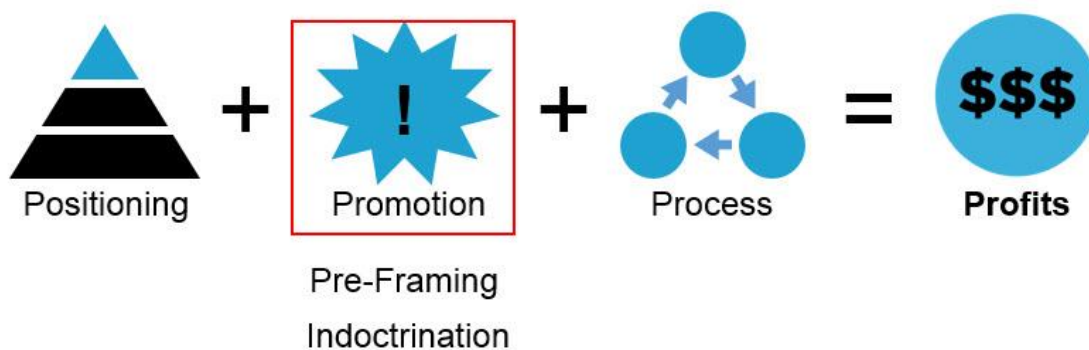 + ! + = $$$
Positioning Promotion Process Profits
Pre-Framing
Indoctrination